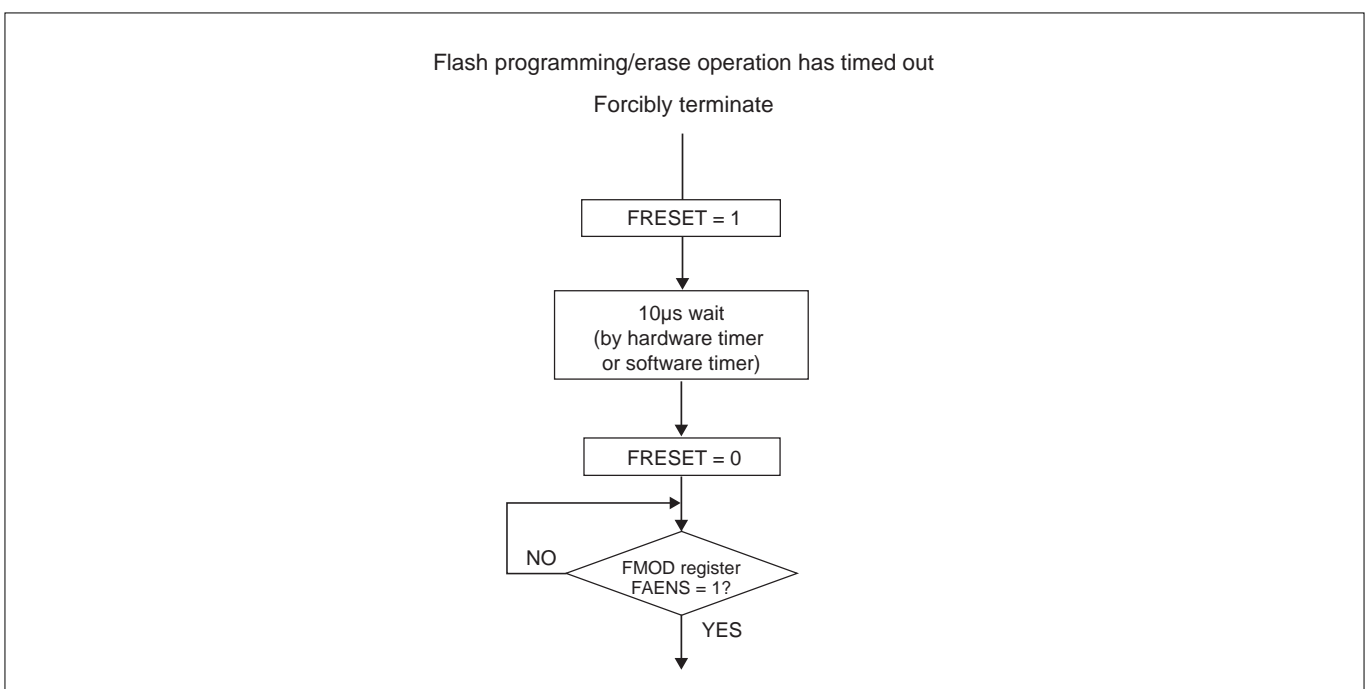 Flash programming/erase operation has timed out
Forcibly terminate
FRESET = 1
10µs wait
(by hardware timer
or software timer)
FRESET = 0
NO
FMOD register
FAENS = 1?
YES